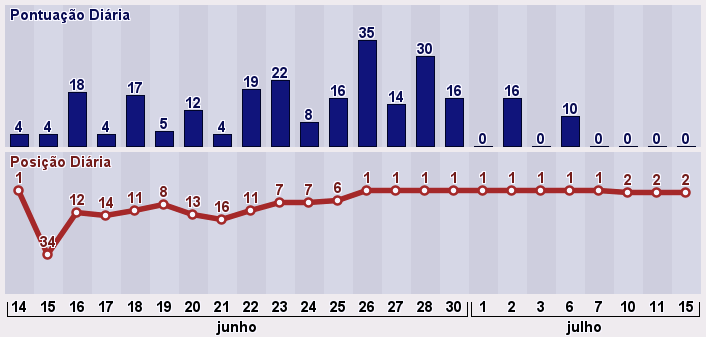 Pontuação Diária
4 4 18 4 17 5 12 4 19 22 8 16 35 14 30 16 0 16 0 10 0 0 0 0
Posição Diária
1 34 12 14 11 8 13 16 11 7 7 6 1 1 1 1 1 1 1 1 1 2 2 2
14 15 16 17 18 19 20 21 22 23 24 25 26 27 28 30 1 2 3 6 7 10 11 15
junho julho